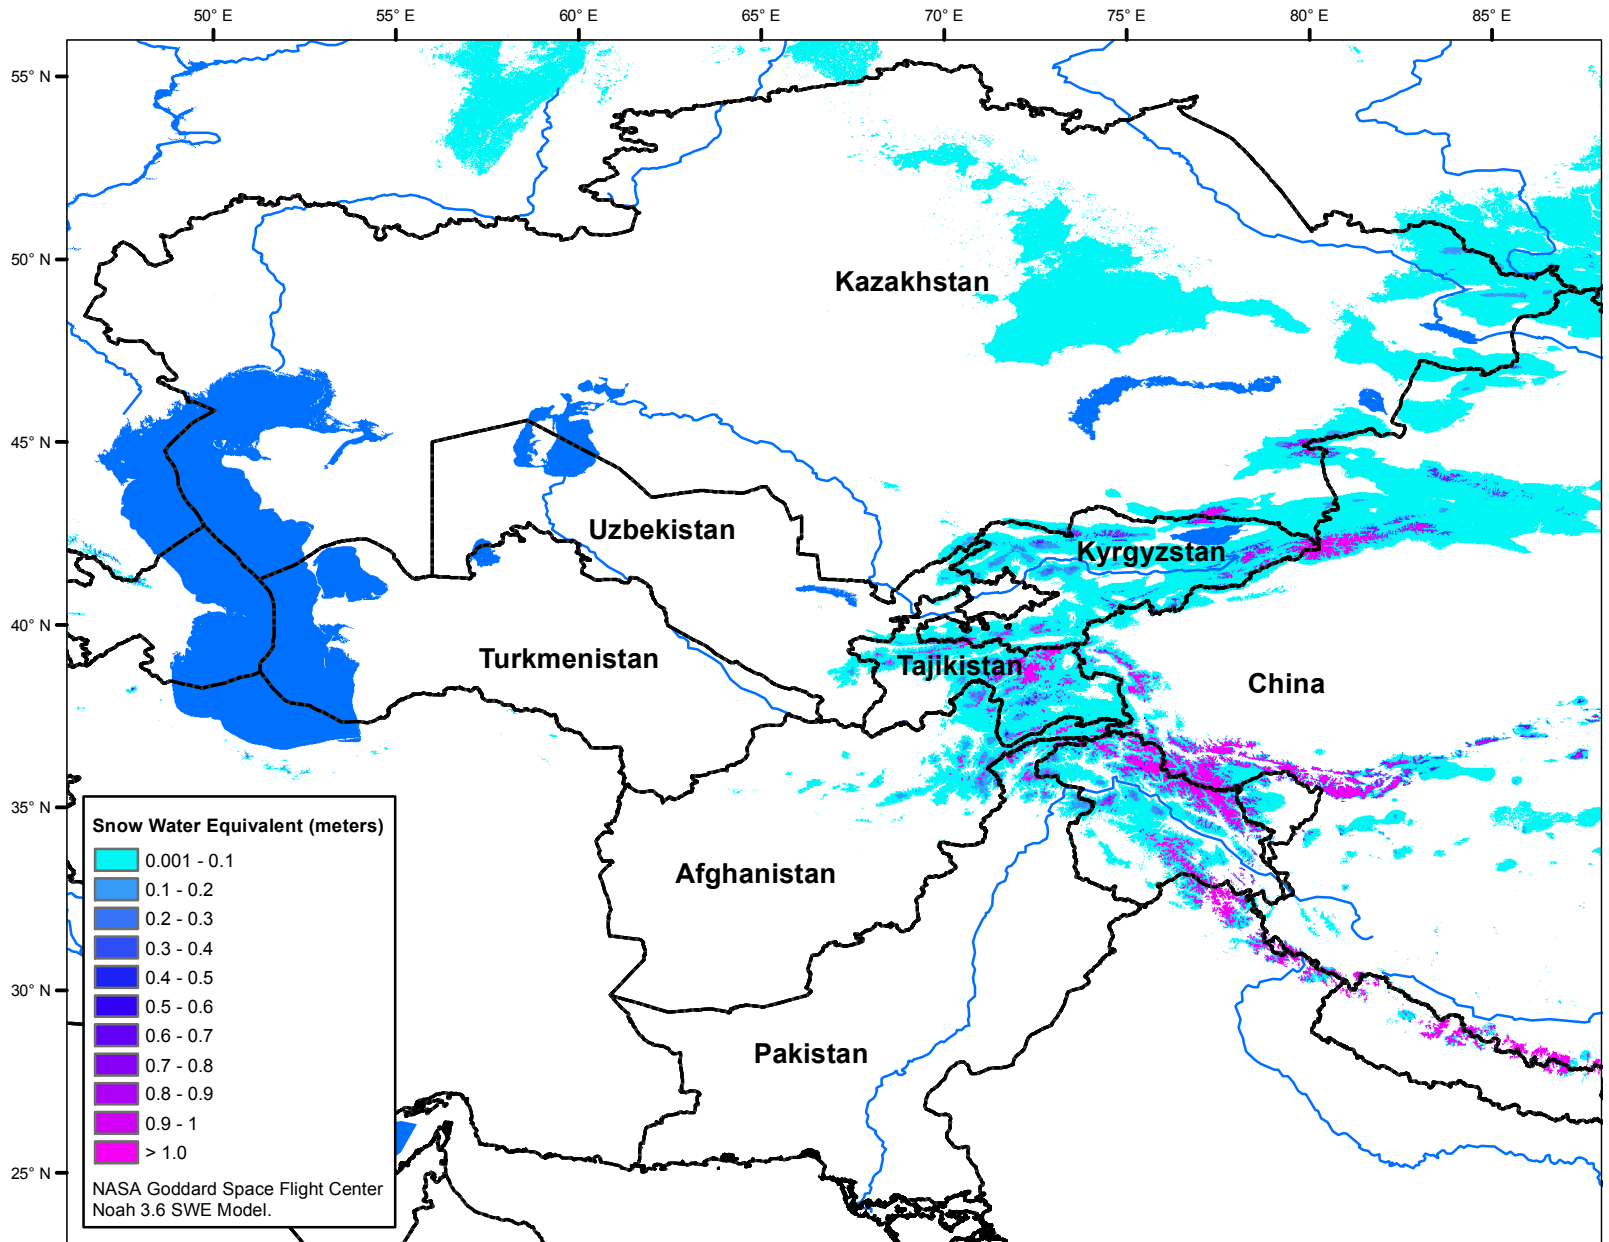 50° E 55° E 60° E 65° E 70° E 75° E 80° E 85° E
55° N
50° N
45° N
40° N
35° N
30° N
25° N
Kazakhstan
Uzbekistan
Kyrgyzstan
Turkmenistan
Tajikistan
China
Afghanistan
Pakistan
Snow Water Equivalent (meters)
0.001 - 0.1
0.1 - 0.2
0.2 - 0.3
0.3 - 0.4
0.4 - 0.5
0.5 - 0.6
0.6 - 0.7
0.7 - 0.8
0.8 - 0.9
0.9 - 1
> 1.0
NASA Goddard Space Flight Center
Noah 3.6 SWE Model.